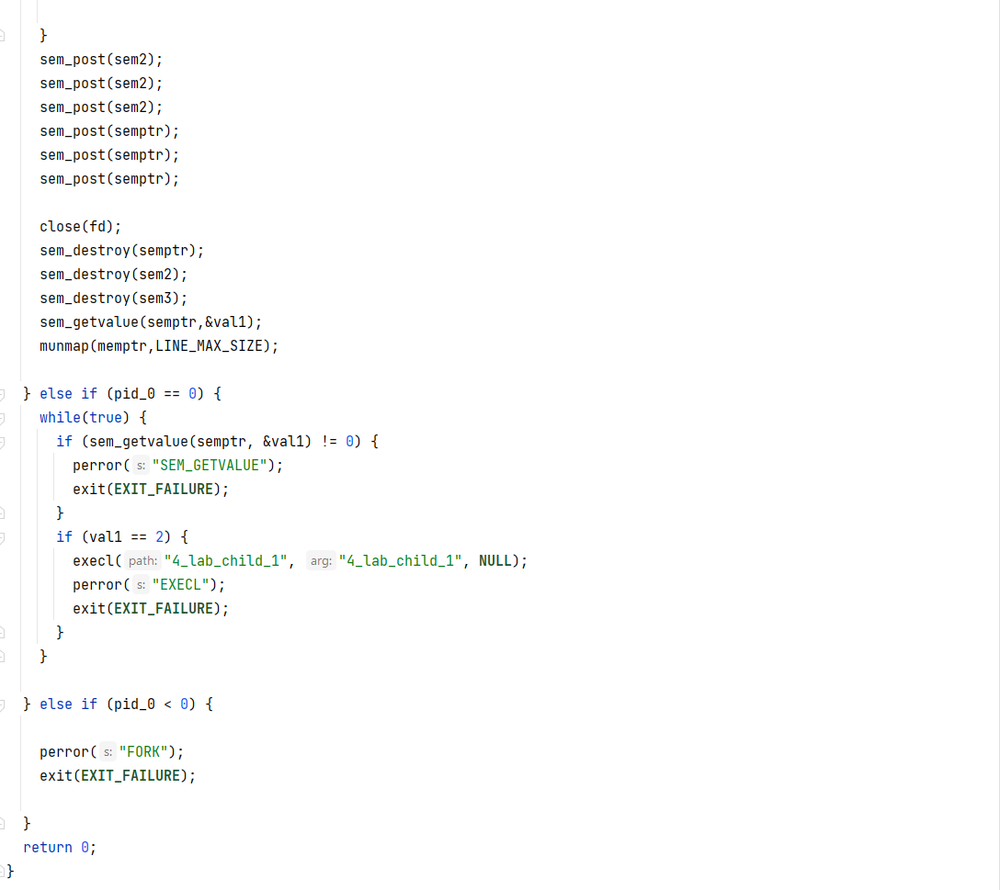 }
sem_post(sem2);
sem_post(sem2);
sem_post(sem2);
sem_post(semptr);
sem_post(semptr);
sem_post(semptr);
close(fd);
sem_destroy(semptr);
sem_destroy(sem2);
sem_destroy(sem3);
sem_getvalue(semptr,&val1);
munmap(memptr,LINE_MAX_SIZE);
} else if (pid_0 == 0) {
while(true) {
if (sem_getvalue(semptr, &val1) != 0) {
perror( s: "SEM_GETVALUE");
exit(EXIT_FAILURE);
}
if (val1 == 2) {
execl( path: "4_lab_child_1", arg: "4_lab_child_1", NULL);
perror( s: "EXECL");
exit(EXIT_FAILURE);
}
}
} else if (pid_0 < 0) {
perror( s: "FORK");
exit(EXIT_FAILURE);
}
return 0;
}